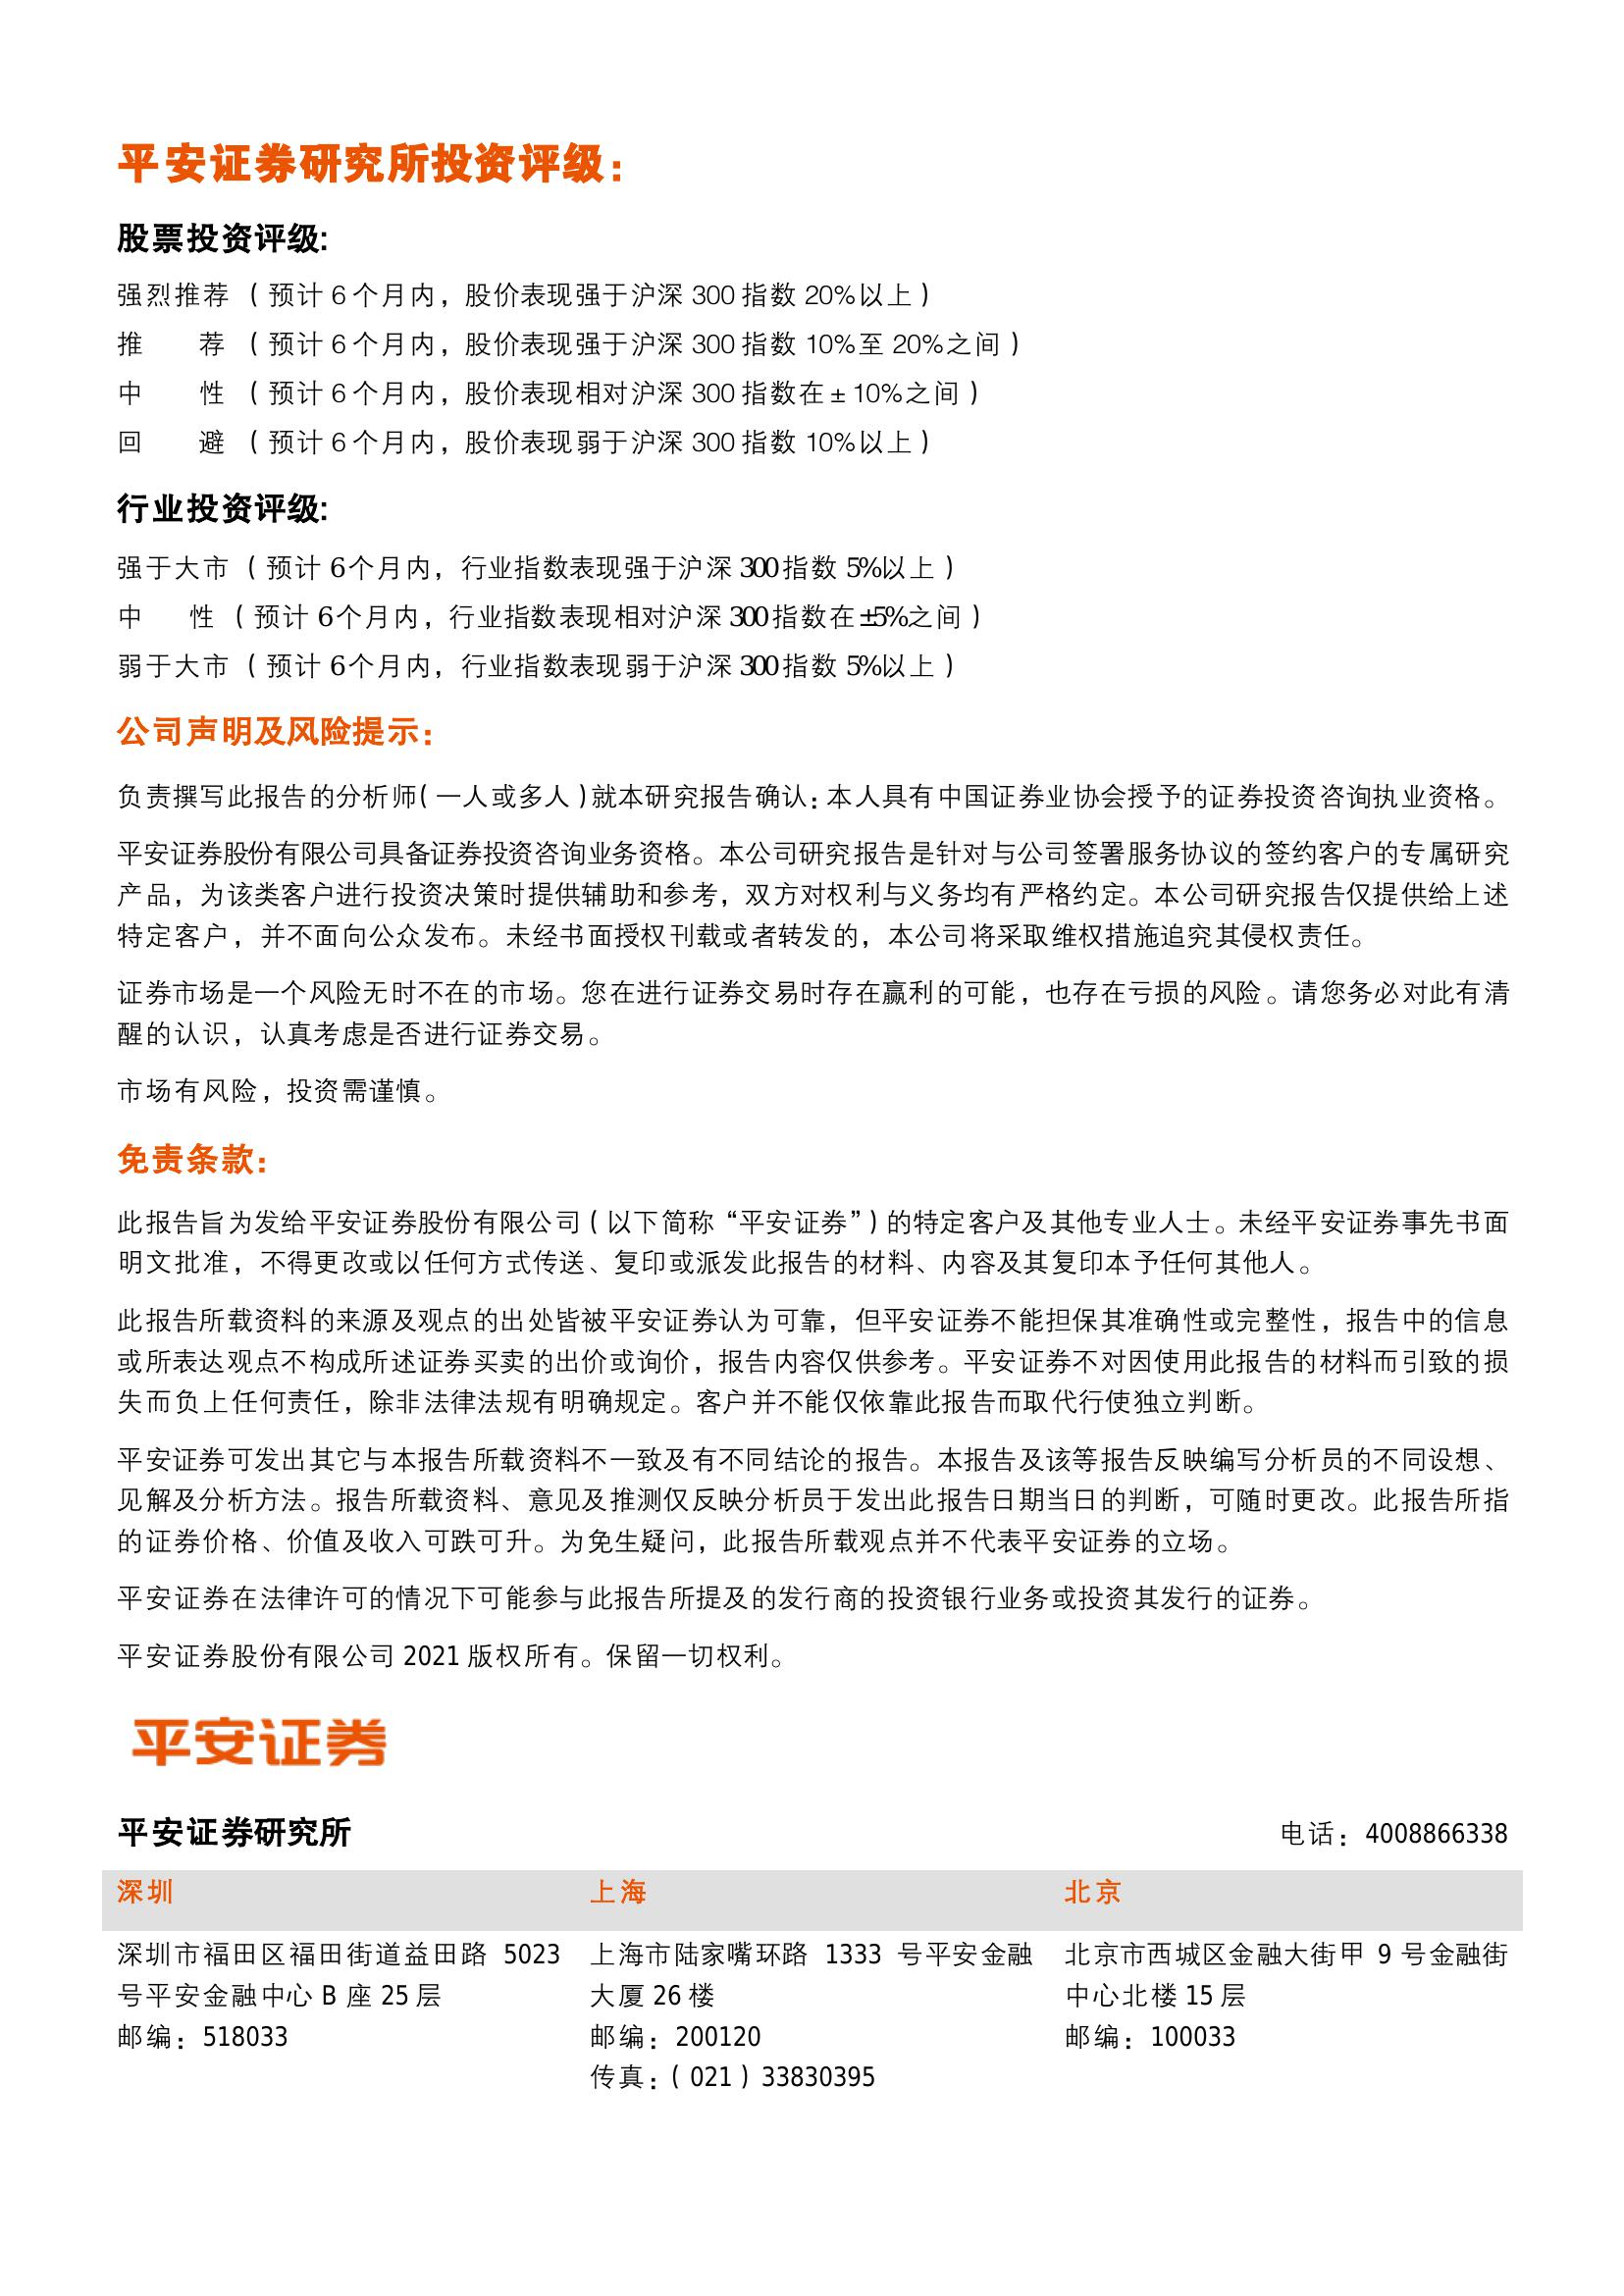 平安证券研究所投资评级：
股票投资评级:
强烈推荐 （预计 6 个月内，股价表现强于沪深 300 指数 20%以上）
推　　荐 （预计 6 个月内，股价表现强于沪深 300 指数 10%至 20%之间）
中　　性 （预计 6 个月内，股价表现相对沪深 300 指数在±10%之间）
回　　避 （预计 6 个月内，股价表现弱于沪深 300 指数 10%以上）
行业投资评级:
强于大市 （预计 6 个月内，行业指数表现强于沪深 300 指数 5%以上）
中　　性 （预计 6 个月内，行业指数表现相对沪深 300 指数在±5%之间）
弱于大市 （预计 6 个月内，行业指数表现弱于沪深 300 指数 5%以上）
公司声明及风险提示：
负责撰写此报告的分析师（一人或多人）就本研究报告确认：本人具有中国证券业协会授予的证券投资咨询执业资格。
平安证券股份有限公司具备证券投资咨询业务资格。本公司研究报告是针对与公司签署服务协议的签约客户的专属研究
产品，为该类客户进行投资决策时提供辅助和参考，双方对权利与义务均有严格约定。本公司研究报告仅提供给上述
特定客户，并不面向公众发布。未经书面授权刊载或者转发的，本公司将采取维权措施追究其侵权责任。
证券市场是一个风险无时不在的市场。您在进行证券交易时存在赢利的可能，也存在亏损的风险。请您务必对此有清
醒的认识，认真考虑是否进行证券交易。
市场有风险，投资需谨慎。
免责条款：
此报告旨为发给平安证券股份有限公司（以下简称“平安证券”）的特定客户及其他专业人士。未经平安证券事先书面
明文批准，不得更改或以任何方式传送、复印或派发此报告的材料、内容及其复印本予任何其他人。
此报告所载资料的来源及观点的出处皆被平安证券认为可靠，但平安证券不能担保其准确性或完整性，报告中的信息
或所表达观点不构成所述证券买卖的出价或询价，报告内容仅供参考。平安证券不对因使用此报告的材料而引致的损
失而负上任何责任，除非法律法规有明确规定。客户并不能仅依靠此报告而取代行使独立判断。
平安证券可发出其它与本报告所载资料不一致及有不同结论的报告。本报告及该等报告反映编写分析员的不同设想、
见解及分析方法。报告所载资料、意见及推测仅反映分析员于发出此报告日期当日的判断，可随时更改。此报告所指
的证券价格、价值及收入可跌可升。为免生疑问，此报告所载观点并不代表平安证券的立场。
平安证券在法律许可的情况下可能参与此报告所提及的发行商的投资银行业务或投资其发行的证券。
平安证券股份有限公司 2021 版权所有。保留一切权利。
平安证券
平安证券研究所 电话：4008866338
深圳
深圳市福田区福田街道益田路 5023
号平安金融中心 B 座 25 层
邮编：518033
上海
上海市陆家嘴环路 1333 号平安金融
大厦 26 楼
邮编：200120
传真：（021）33830395
北京
北京市西城区金融大街甲 9 号金融街
中心北楼 15 层
邮编：100033